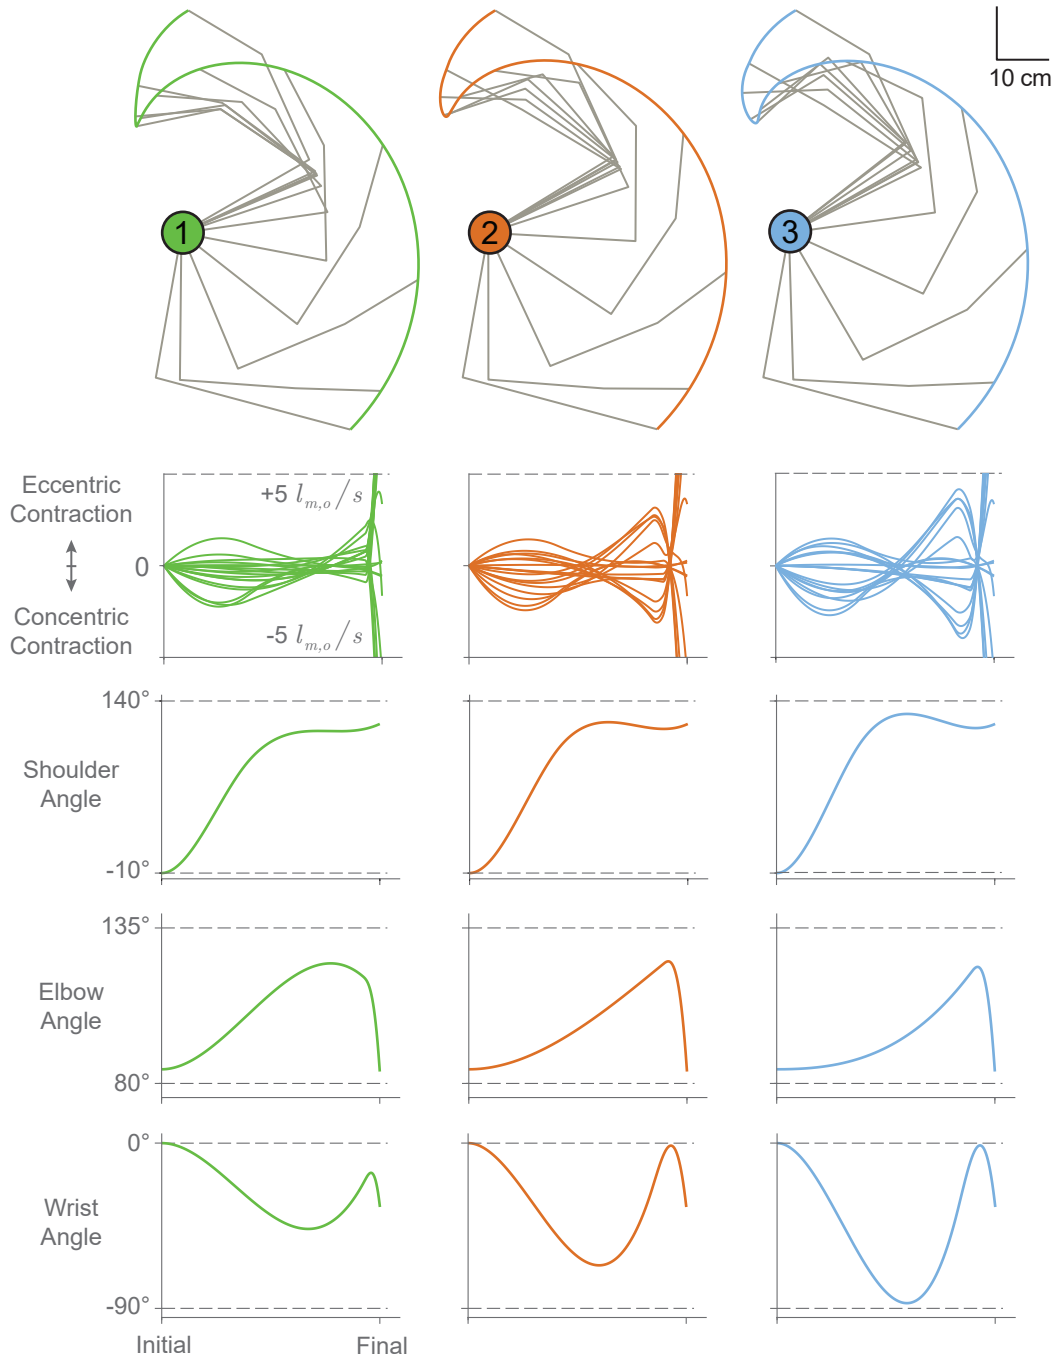 1
2
3
10 cm
Eccentric
Contraction
0
Concentric
Contraction
+5 l_{m,o}/s
-5 l_{m,o}/s
140°
Shoulder
Angle
-10°
135°
Elbow
Angle
80°
0°
Wrist
Angle
-90°
Initial
Final